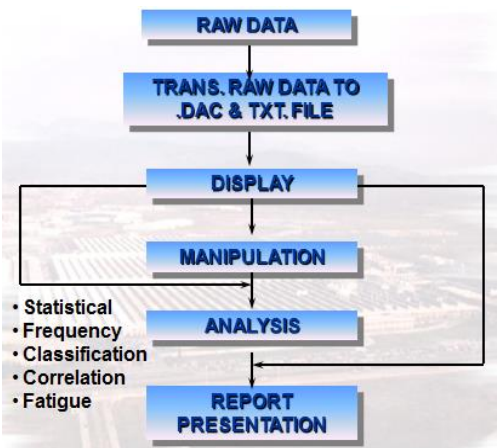 RAW DATA
TRANS. RAW DATA TO
.DAC & TXT. FILE
DISPLAY
MANIPULATION
• Statistical
• Frequency
• Classification
• Correlation
• Fatigue
ANALYSIS
REPORT
PRESENTATION